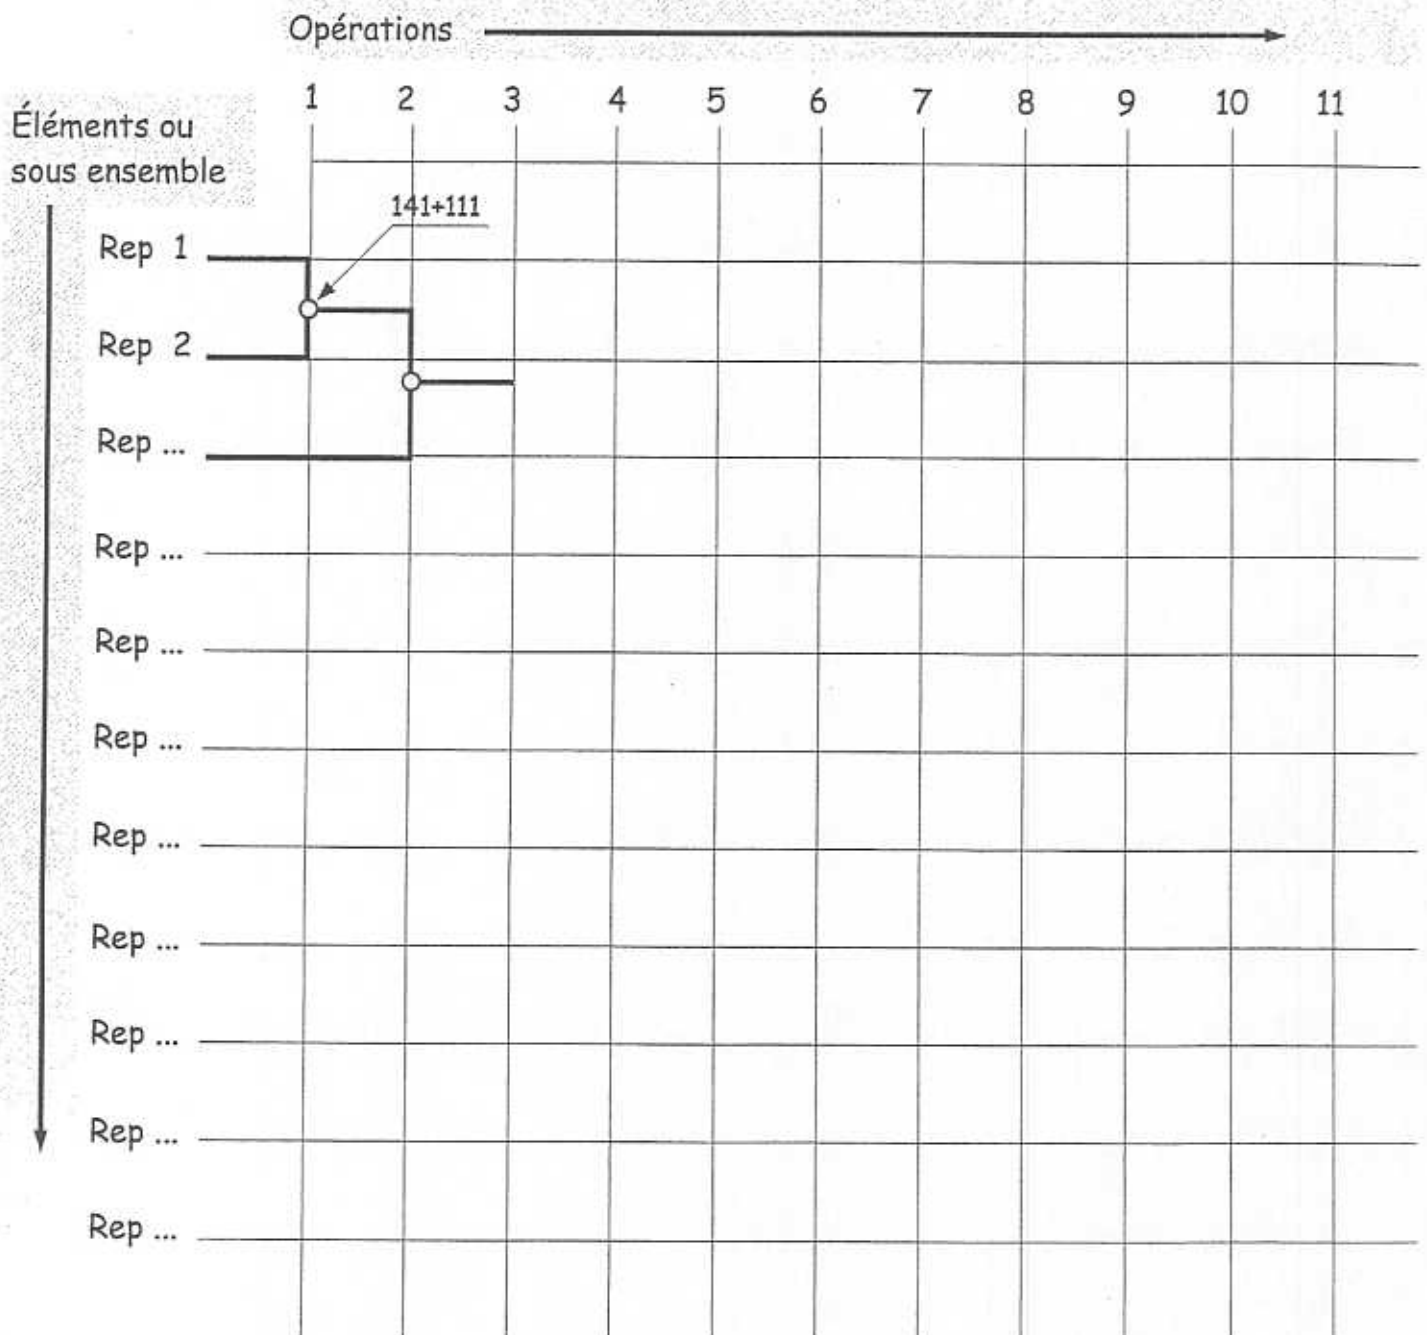 Opérations
1 2 3 4 5 6 7 8 9 10 11
Éléments ou
sous ensemble
141+111
Rep 1
Rep 2
Rep ...
Rep ...
Rep ...
Rep ...
Rep ...
Rep ...
Rep ...
Rep ...
Rep ...